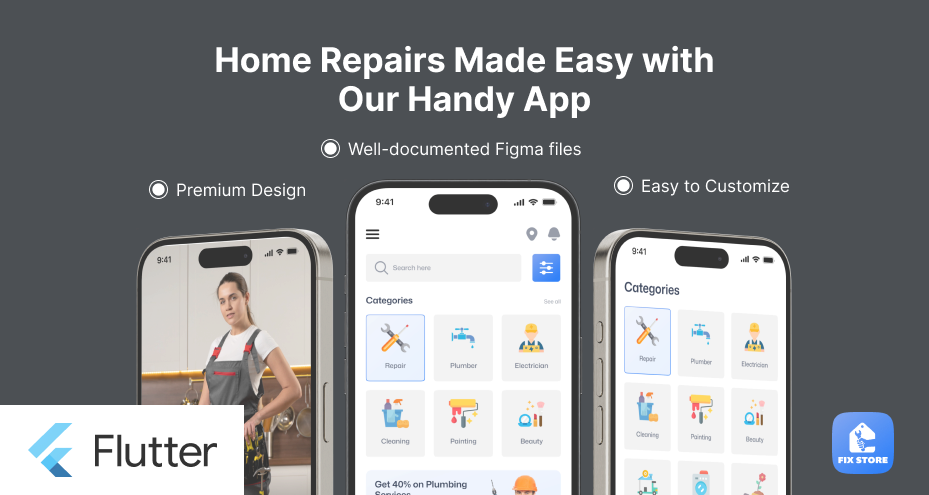 Home Repairs Made Easy with
Our Handy App
Well-documented Figma files
Premium Design
Easy to Customize
9:41
9:41
Search here
Categories
See all
Repair
Plumber
Electrician
Cleaning
Painting
Beauty
Get 40% on Plumbing
Services
9:41
Categories
Repair
Plumber
Electrician
Cleaning
Painting
Beauty
Flutter
FIX STORE